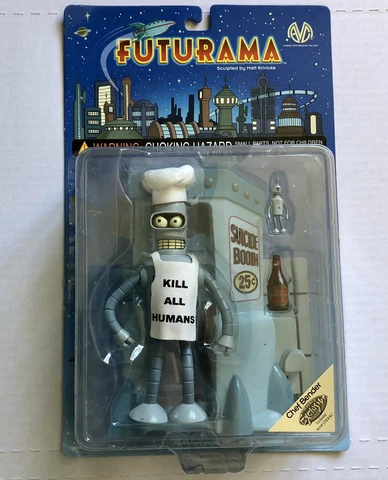 FUTURAMA
Sculpted by Matt Krivicke
WARNING: CHOKING HAZARD SMALL PARTS. NOT FOR CHILDREN
SUICIDE
BOOTH
25¢
KILL
ALL
HUMANS
Chef Bender